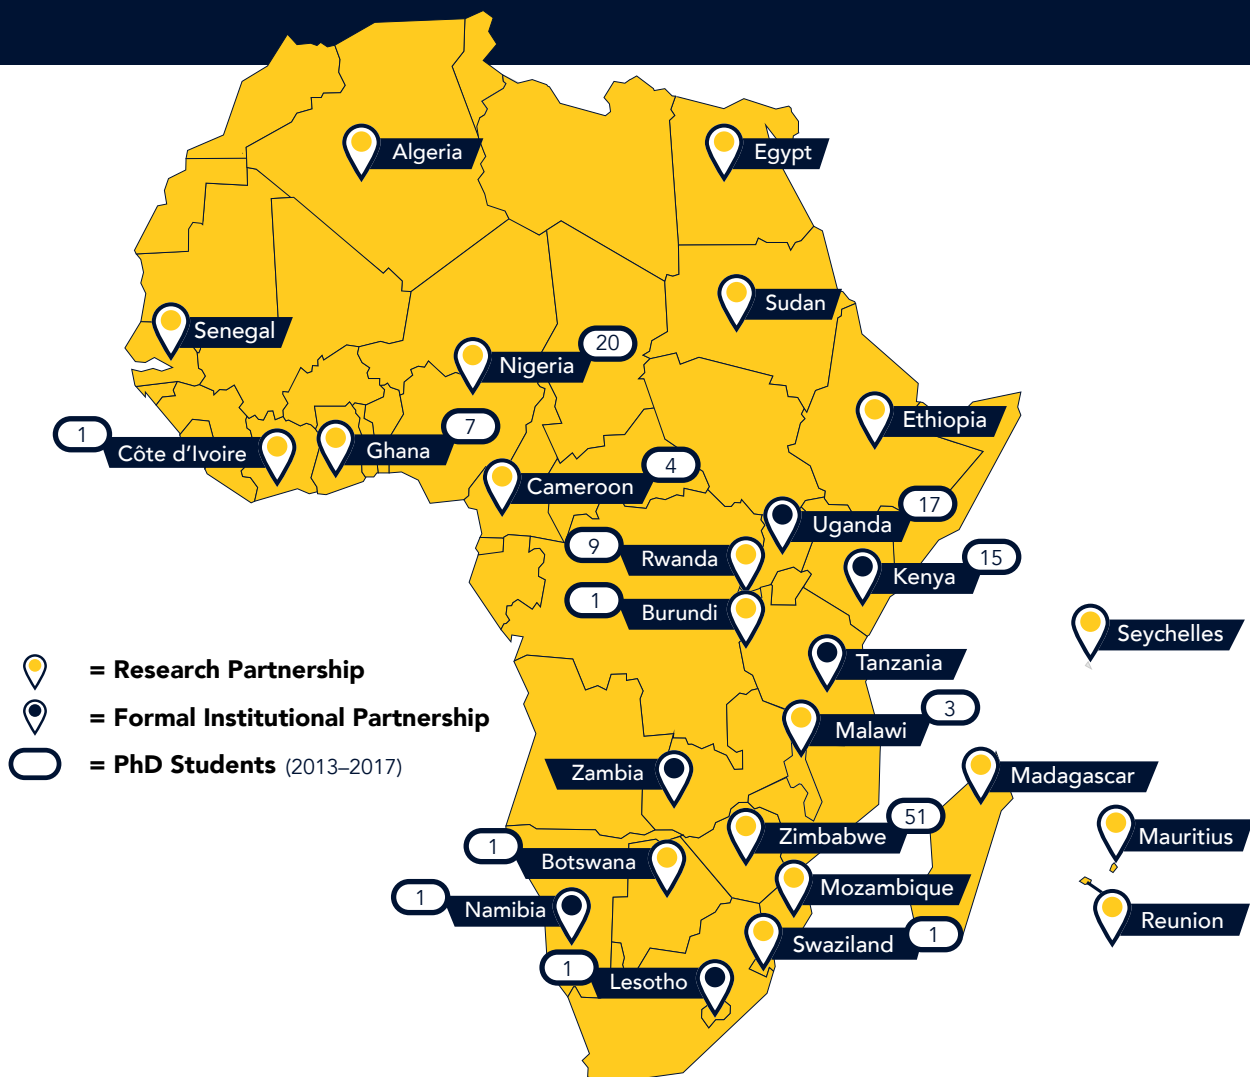 Algeria
Egypt
Sudan
Senegal
Nigeria
20
Ethiopia
1
Côte d’Ivoire
Ghana
7
Cameroon
4
Uganda
17
9
Rwanda
Kenya
15
1
Burundi
Seychelles
Tanzania
= Research Partnership
= Formal Institutional Partnership
= PhD Students (2013–2017)
Malawi
3
Zambia
Madagascar
Zimbabwe
51
Mauritius
1
Botswana
Mozambique
1
Namibia
Reunion
Swaziland
1
1
Lesotho